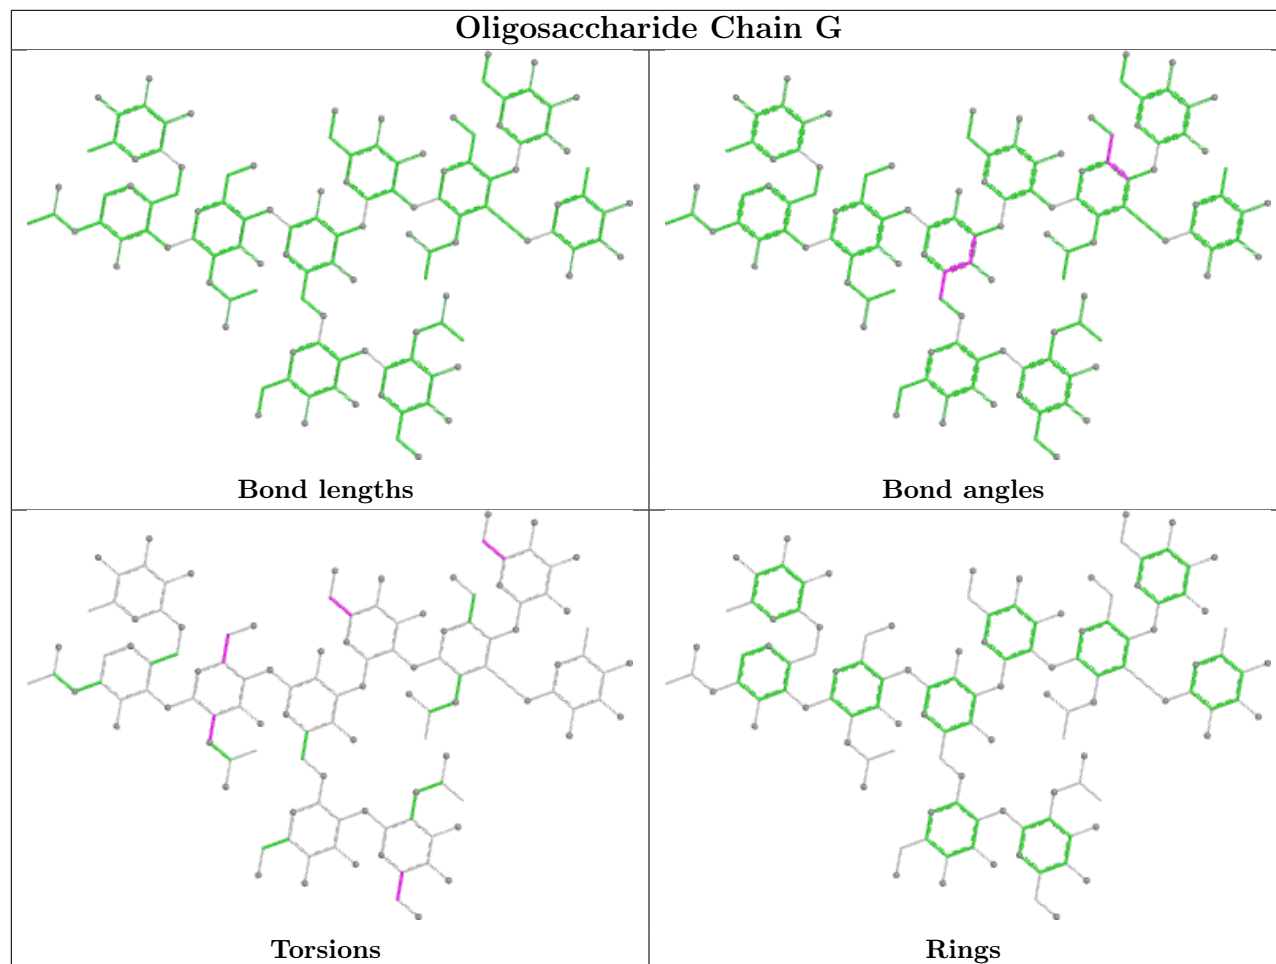 Oligosaccharide Chain G
Bond lengths
Bond angles
Torsions
Rings